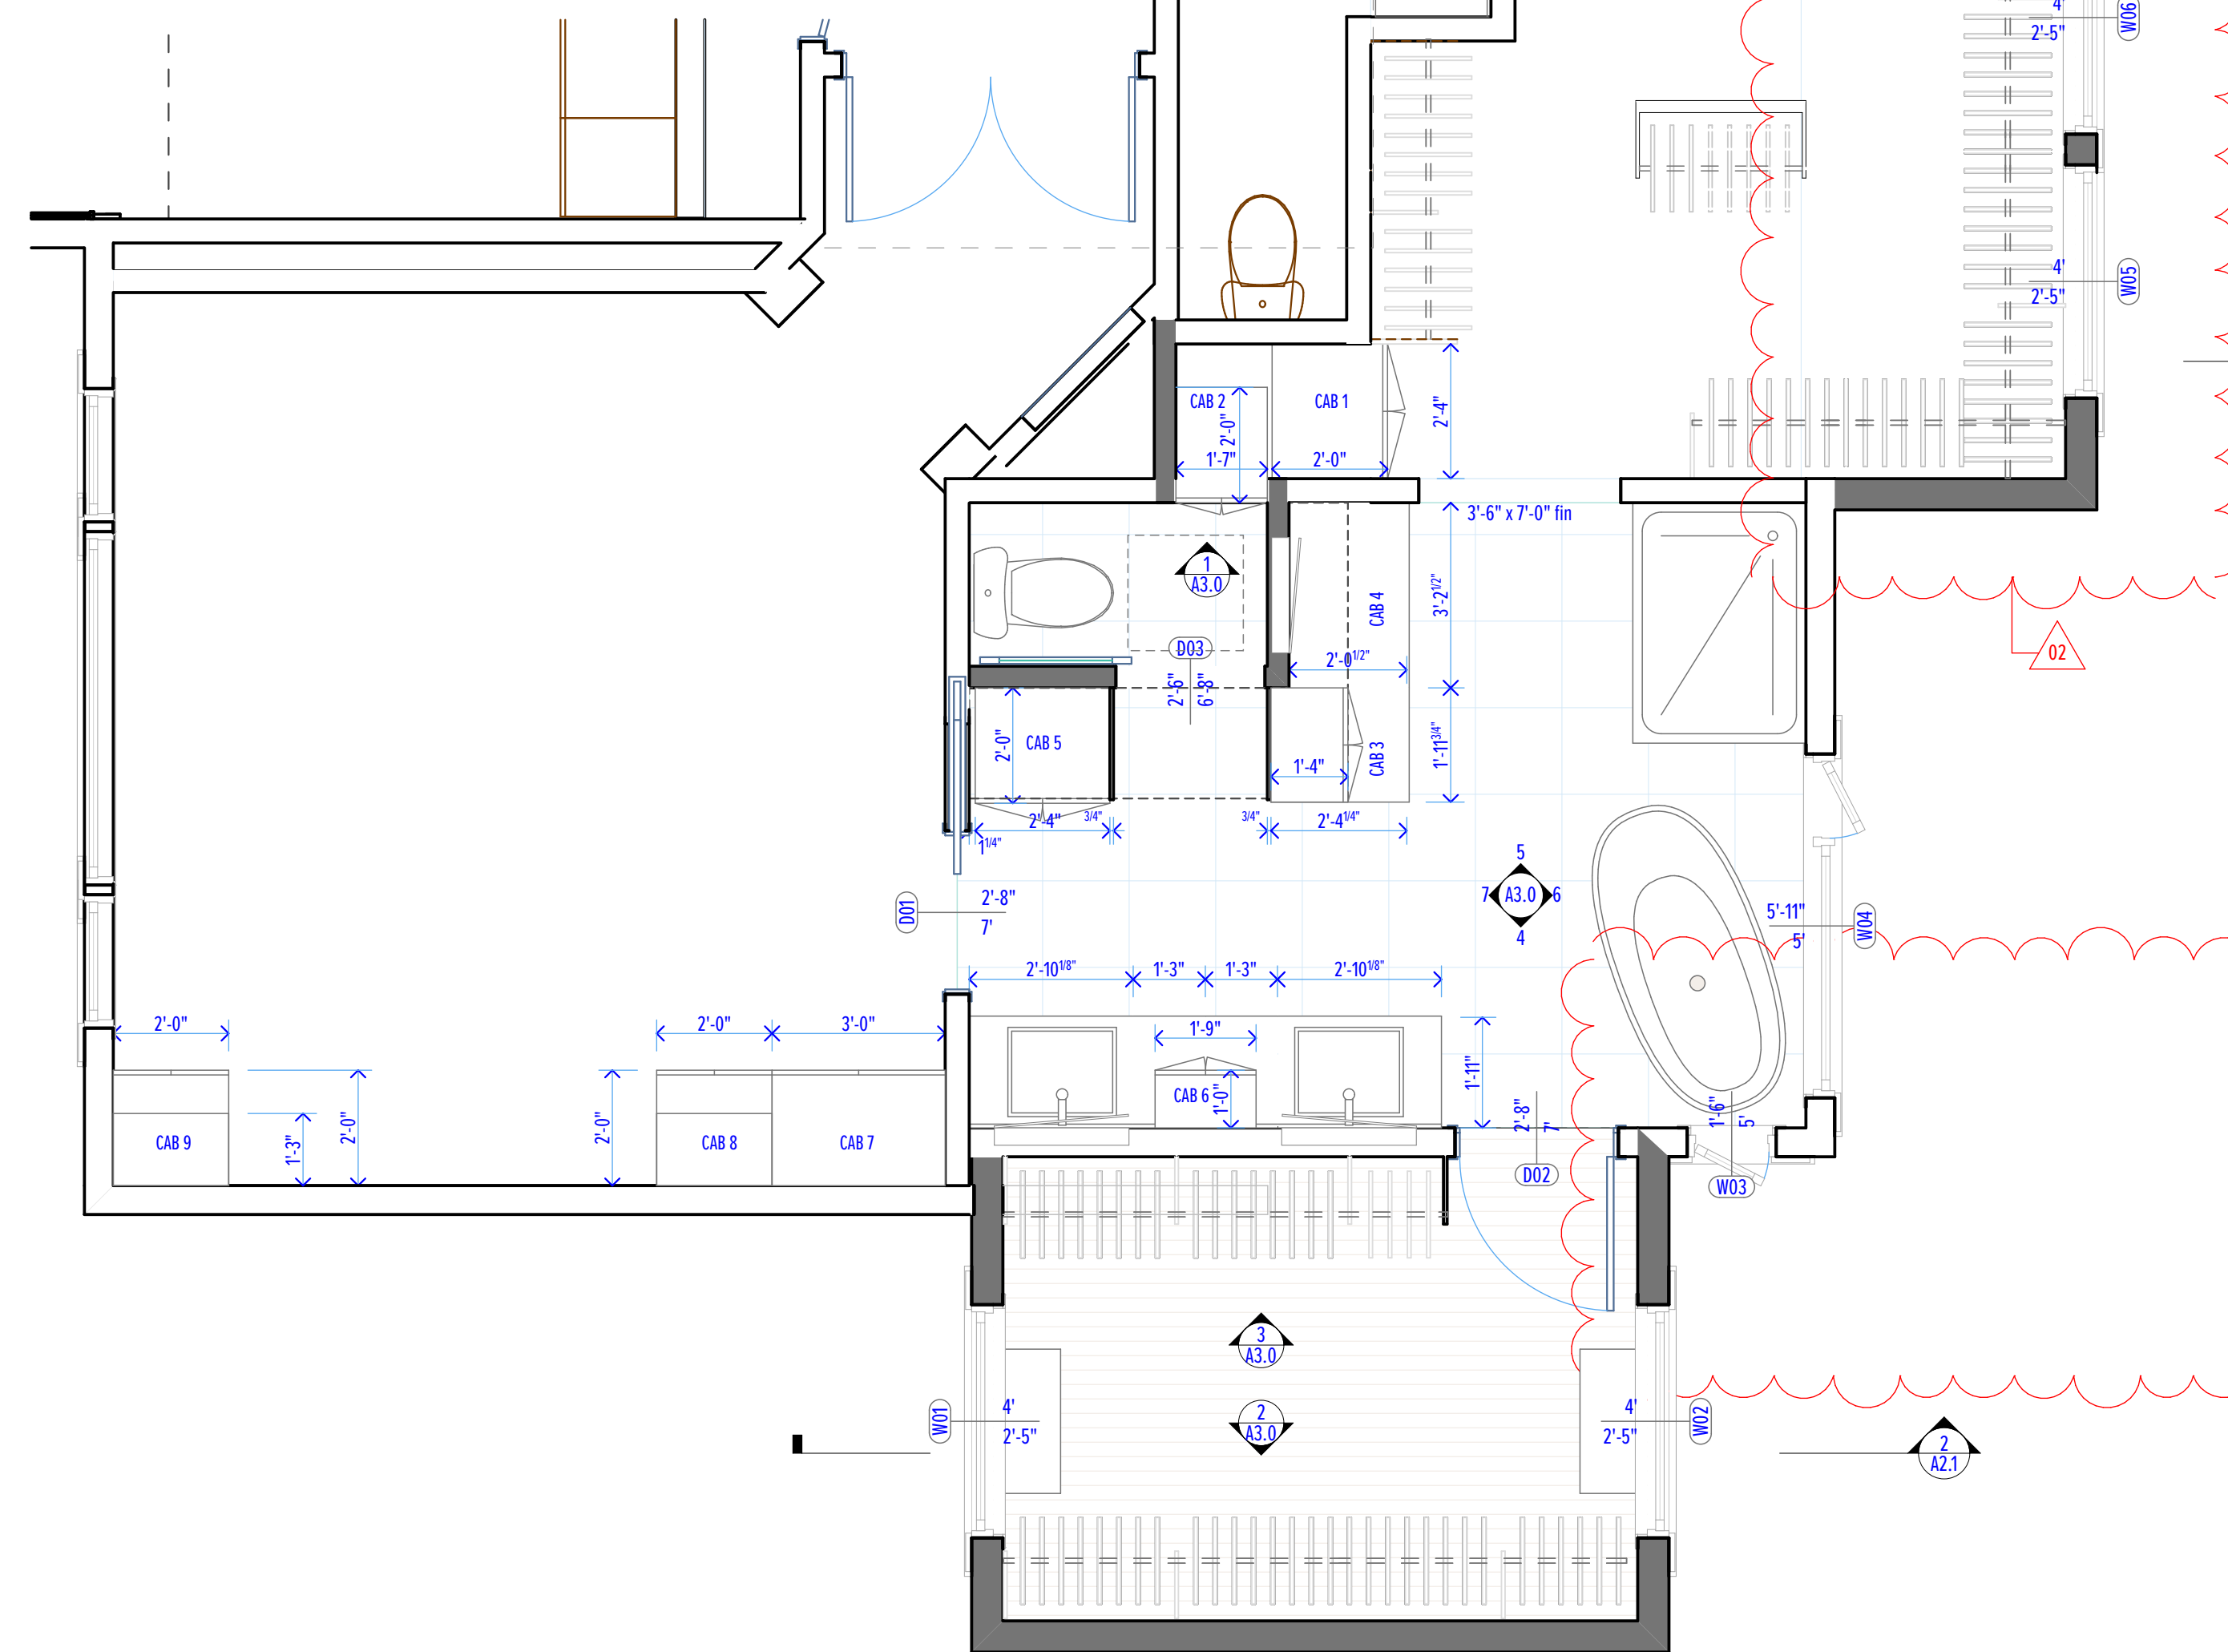 4'
2'-5"
W06
4'
2'-5"
W05
CAB 2
2'-0"
1'-7"
CAB 1
2'-0"
2'-4"
3'-6" x 7'-0" fin
1
A3.0
D03
2'-6"
6'-8"
CAB 4
3'-2 1/2"
2'-0 1/2"
02
CAB 5
2'-0"
1'-4"
CAB 3
1'-11 3/4"
2'-4"
3/4"
3/4"
2'-4 1/4"
1 1/4"
5
7
A3.0
6
4
D01
2'-8"
7'
5'-11"
5'
W04
2'-10 1/8"
1'-3"
1'-3"
2'-10 1/8"
2'-0"
2'-0"
3'-0"
1'-9"
CAB 6
1'-0"
1'-11"
2'-8"
7'
D02
1'-6"
5'
W03
CAB 9
1'-3"
2'-0"
2'-0"
CAB 8
CAB 7
3
A3.0
2
A3.0
W01
4'
2'-5"
4'
2'-5"
W02
2
A2.1